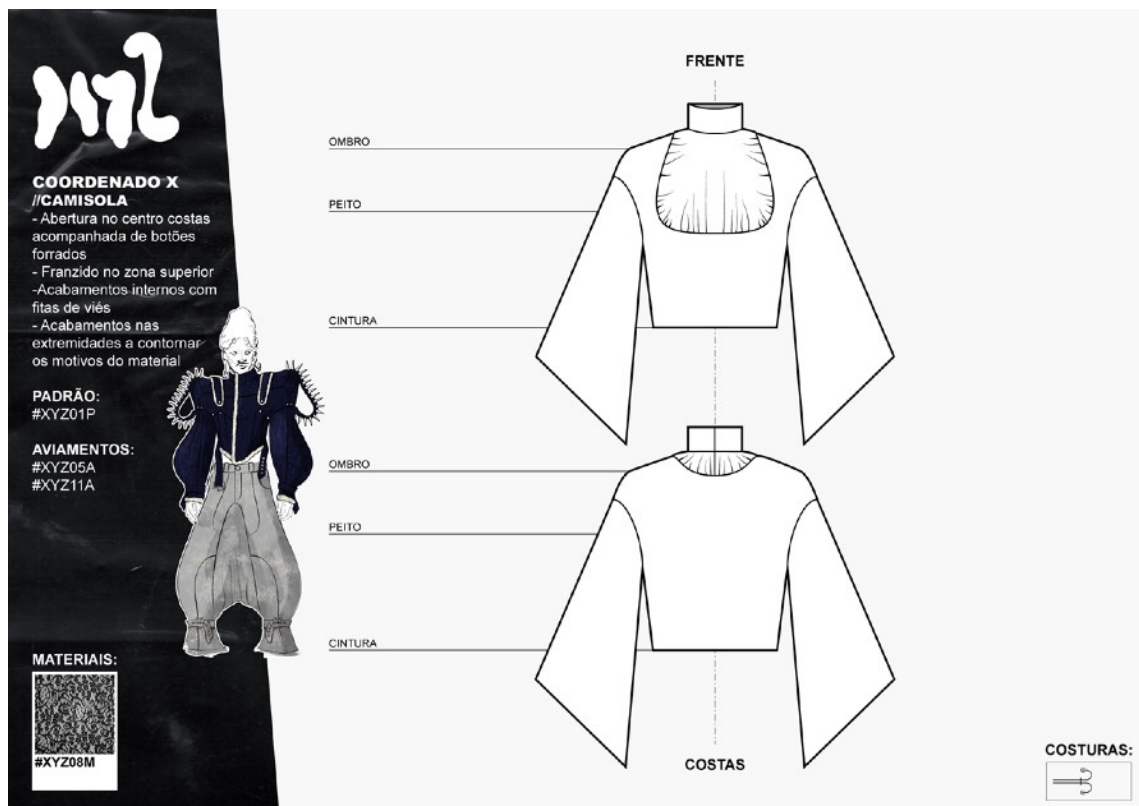 COORDENADO X
//CAMISOLA
- Abertura no centro costas
acompanhada de botões
forrados
- Franzido no zona superior
-Acabamentos internos com
fitas de viés
- Acabamentos nas
extremidades a contornar
os motivos do material
PADRÃO:
#XYZ01P
AVIAMENTOS:
#XYZ05A
#XYZ11A
MATERIAIS:
#XYZ08M
FRENTE
OMBRO
PEITO
CINTURA
OMBRO
PEITO
CINTURA
COSTAS
COSTURAS: